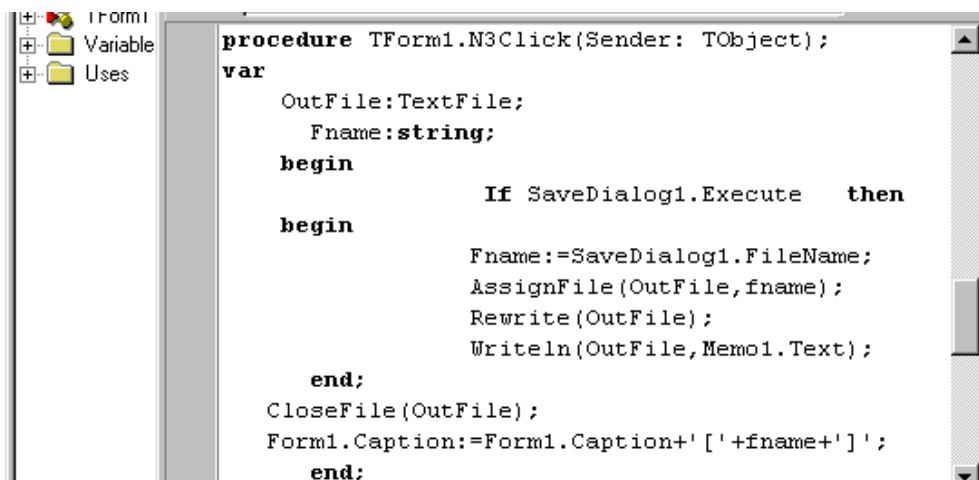 TForm1
Variable
Uses
procedure TForm1.N3Click(Sender: TObject);
var
OutFile:TextFile;
Fname:string;
begin
If SaveDialog1.Execute then
begin
Fname:=SaveDialog1.FileName;
AssignFile(OutFile,fname);
Rewrite(OutFile);
Writeln(OutFile,Memo1.Text);
end;
CloseFile(OutFile);
Form1.Caption:=Form1.Caption+'['+fname+']';
end;